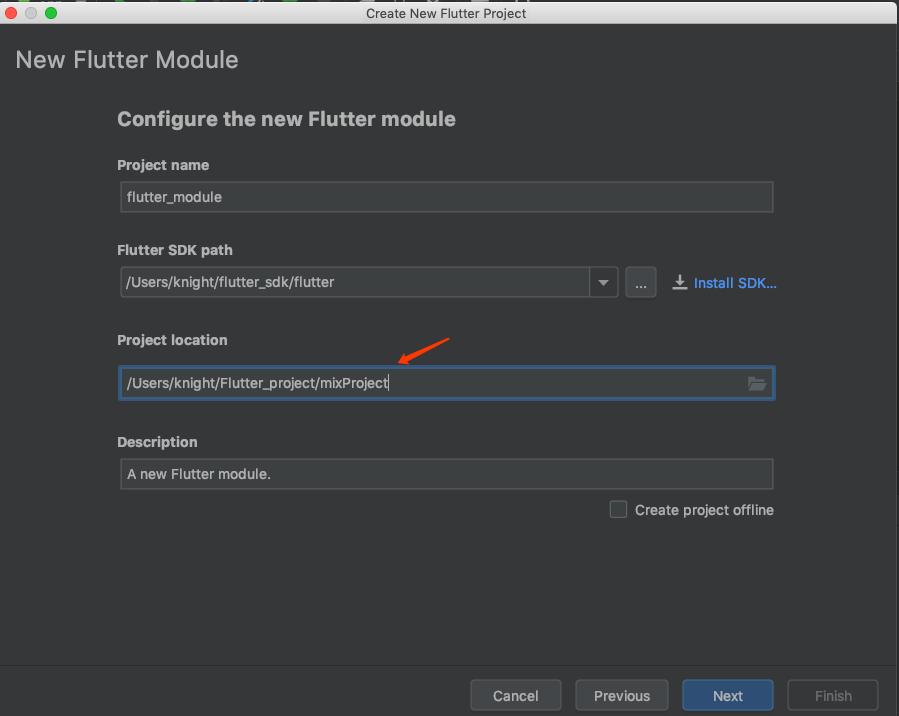 Create New Flutter Project
New Flutter Module
Configure the new Flutter module
Project name
flutter_module
Flutter SDK path
/Users/knight/flutter_sdk/flutter
...
Install SDK...
Project location
/Users/knight/Flutter_project/mixProject
Description
A new Flutter module.
Create project offline
Cancel
Previous
Next
Finish